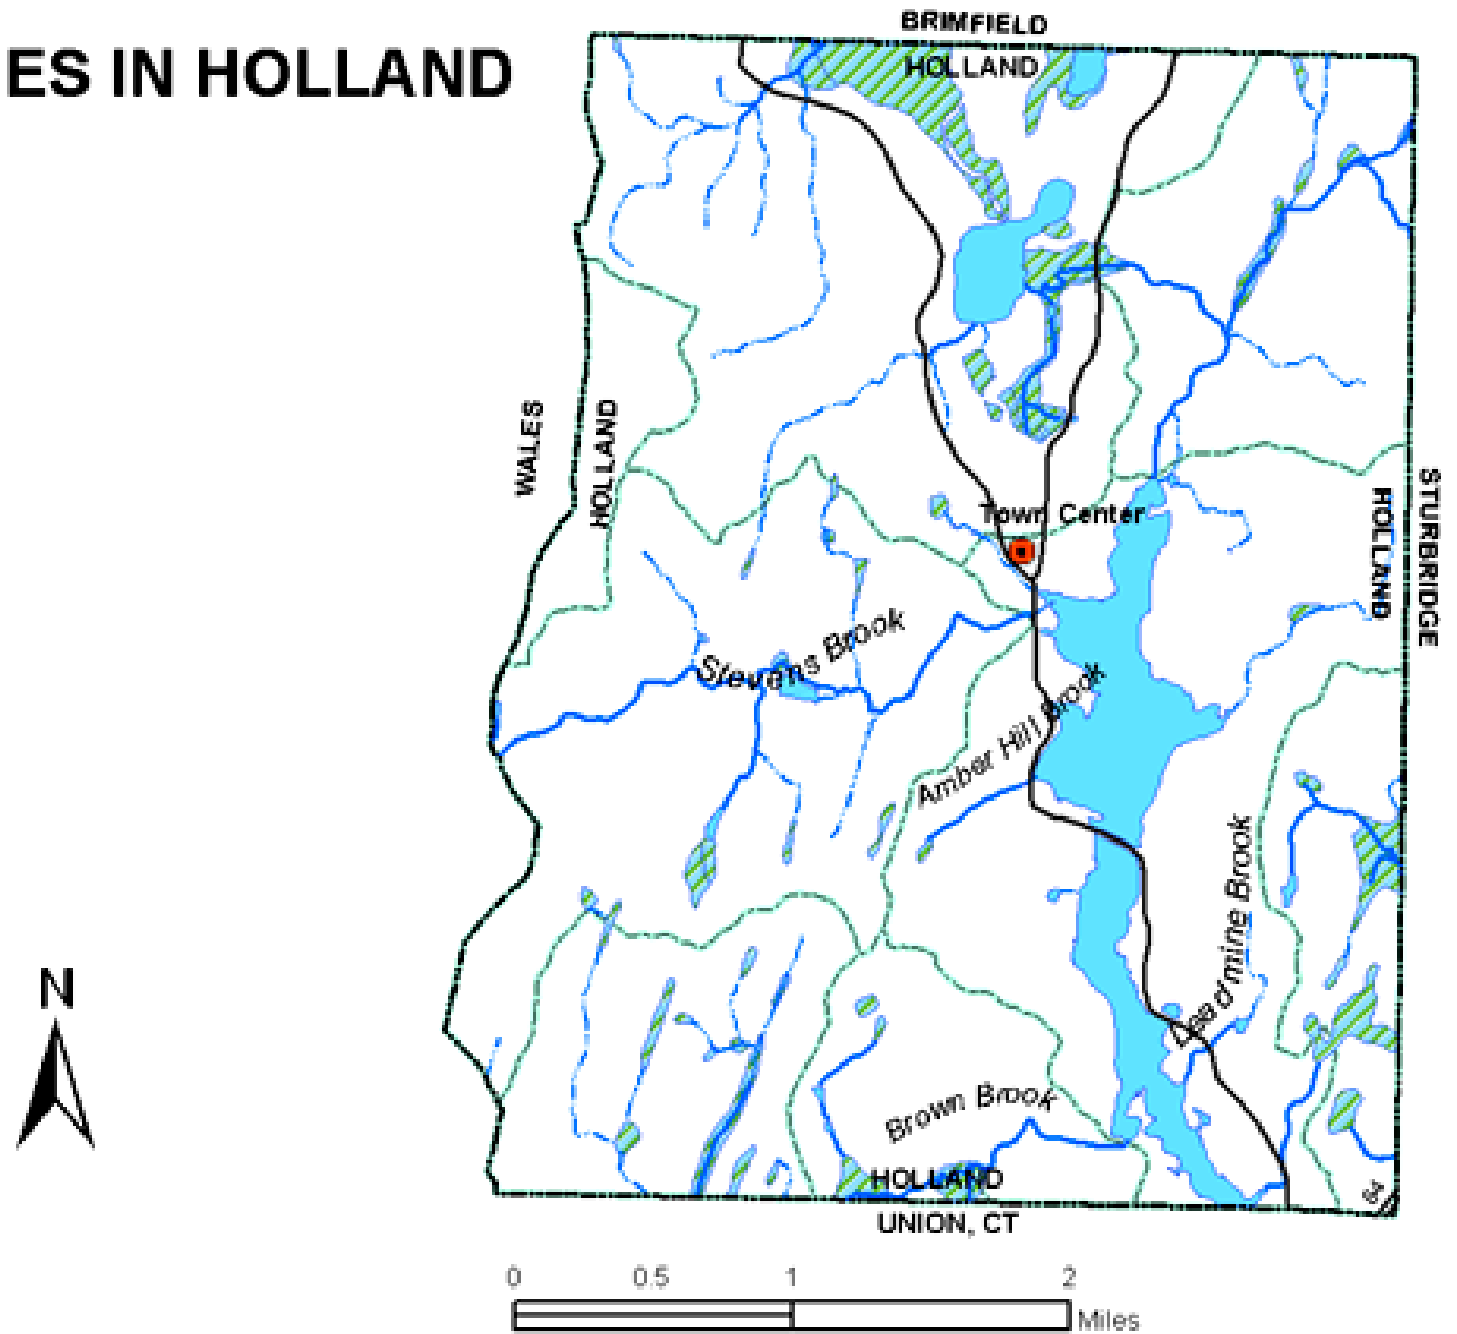 ES IN HOLLAND
BRIMFIELD
HOLLAND
WALES
HOLLAND
Town Center
HOLLAND
STURBRIDGE
Stevens Brook
Amber Hill Brook
Leadmine Brook
N
Brown Brook
HOLLAND
84
UNION, CT
0 0.5 1 2
Miles